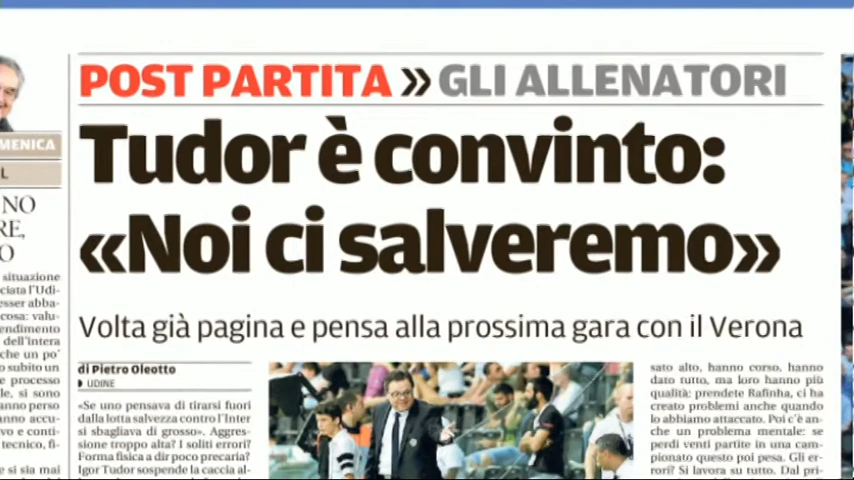 POST PARTITA » GLI ALLENATORI
Tudor è convinto:
«Noi ci salveremo»
Volta già pagina e pensa alla prossima gara con il Verona
MENICA
L
NO
RE,
O
situazione
ciata l'Udi-
esser abba-
cosa: valu-
endimento
dell'intera
che un po'
o subito un
e processo
le, si sono
anno perso
anno accu-
vo e conti-
tecnico, fi-
e si sia mai
di Pietro Oleotto
UDINE
«Se uno pensava di tirarsi fuori
dalla lotta salvezza contro l'Inter
si sbagliava di grosso». Aggres-
sione troppo alta? I soliti errori?
Forma fisica a dir poco precaria?
Igor Tudor sospende la caccia al-
sato alto, hanno corso, hanno
dato tutto, ma loro hanno più
qualità: prendete Rafinha, ci ha
creato problemi anche quando
lo abbiamo attaccato. Poi c'è an-
che un problema mentale: se
perdi venti partite in una cam-
pionato questo poi pesa. Gli er-
rori? Si lavora su tutto. Dal pri-